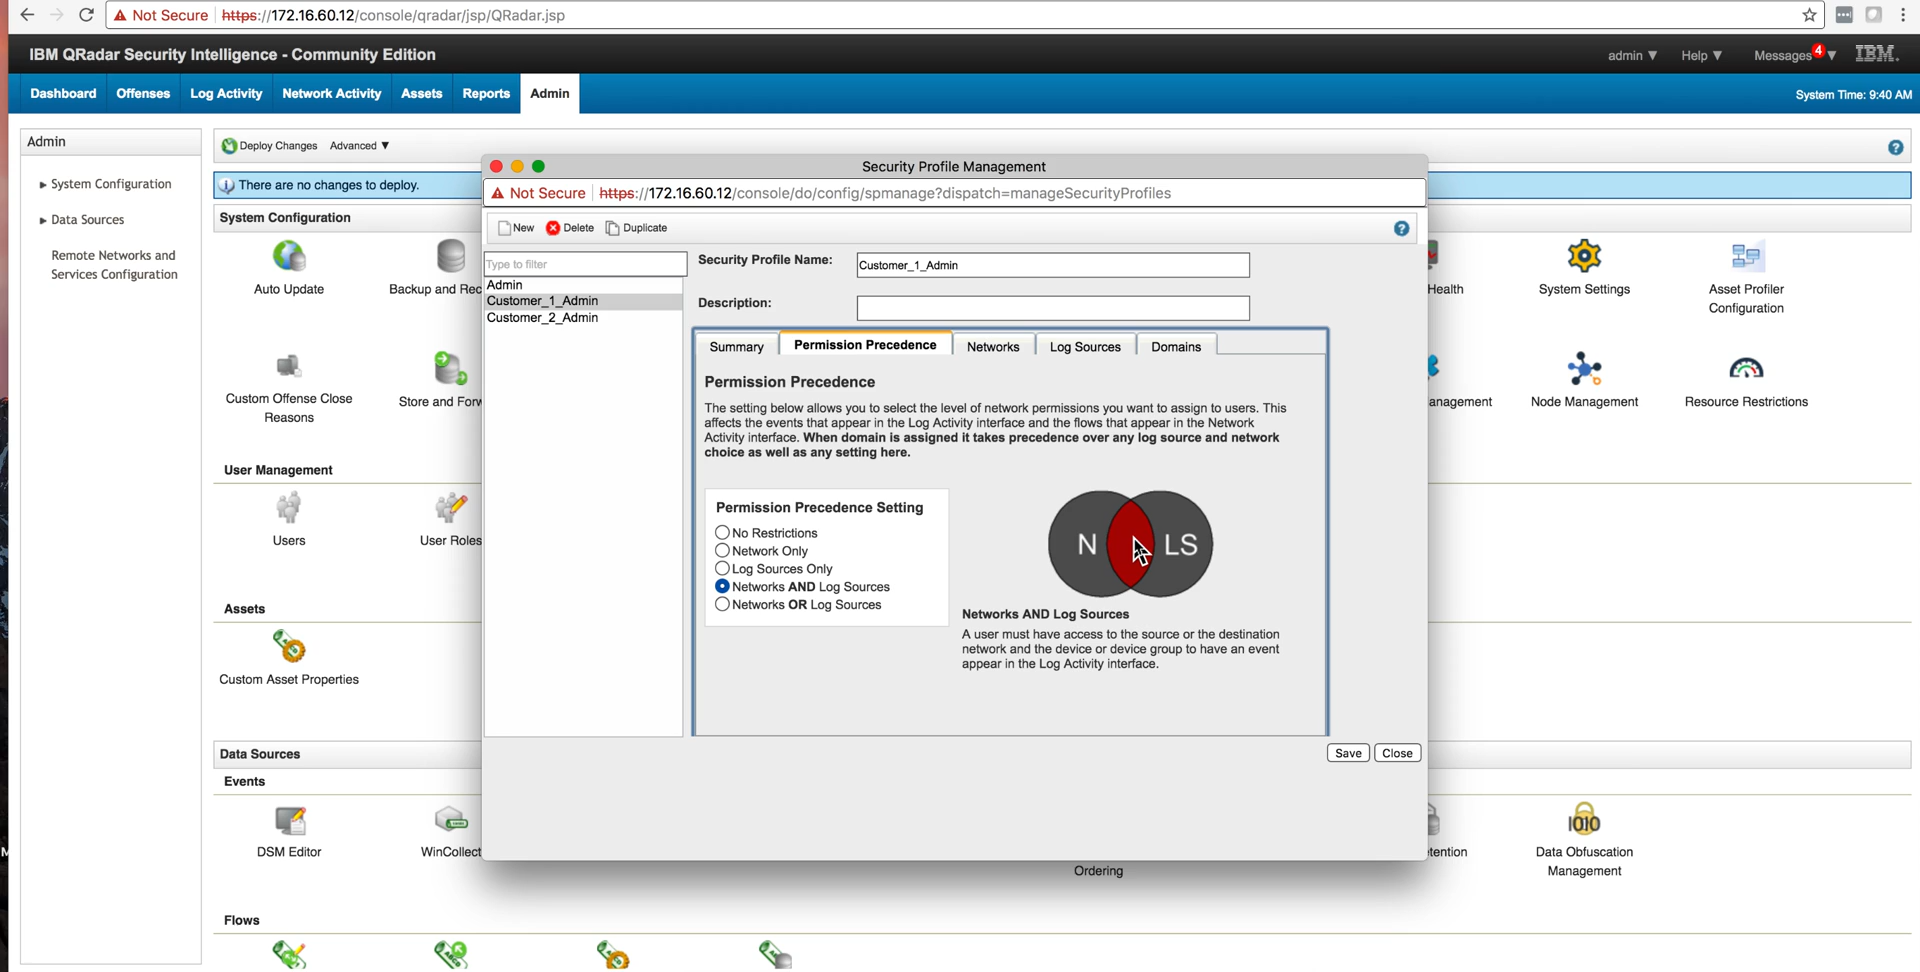 Not Secure https://172.16.60.12/console/qradar/jsp/QRadar.jsp
IBM QRadar Security Intelligence - Community Edition
admin ▼ Help ▼ Messages 4 ▼ IBM.
Dashboard Offenses Log Activity Network Activity Assets Reports Admin
System Time: 9:40 AM
Admin
System Configuration
Data Sources
Remote Networks and
Services Configuration
Deploy Changes Advanced ▼
There are no changes to deploy.
System Configuration
Auto Update
Backup and Rec
Health
System Settings
Asset Profiler
Configuration
Custom Offense Close
Reasons
Store and Forw
anagement
Node Management
Resource Restrictions
User Management
Users
User Roles
Assets
Custom Asset Properties
Data Sources
Events
DSM Editor
WinCollect
Ordering
tention
Data Obfuscation
Management
Flows
Security Profile Management
Not Secure https://172.16.60.12/console/do/config/spmanage?dispatch=manageSecurityProfiles
New Delete Duplicate
Type to filter
Admin
Customer_1_Admin
Customer_2_Admin
Security Profile Name: Customer_1_Admin
Description:
Summary Permission Precedence Networks Log Sources Domains
Permission Precedence
The setting below allows you to select the level of network permissions you want to assign to users. This
affects the events that appear in the Log Activity interface and the flows that appear in the Network
Activity interface. When domain is assigned it takes precedence over any log source and network
choice as well as any setting here.
Permission Precedence Setting
No Restrictions
Network Only
Log Sources Only
Networks AND Log Sources
Networks OR Log Sources
N LS
Networks AND Log Sources
A user must have access to the source or the destination
network and the device or device group to have an event
appear in the Log Activity interface.
Save Close